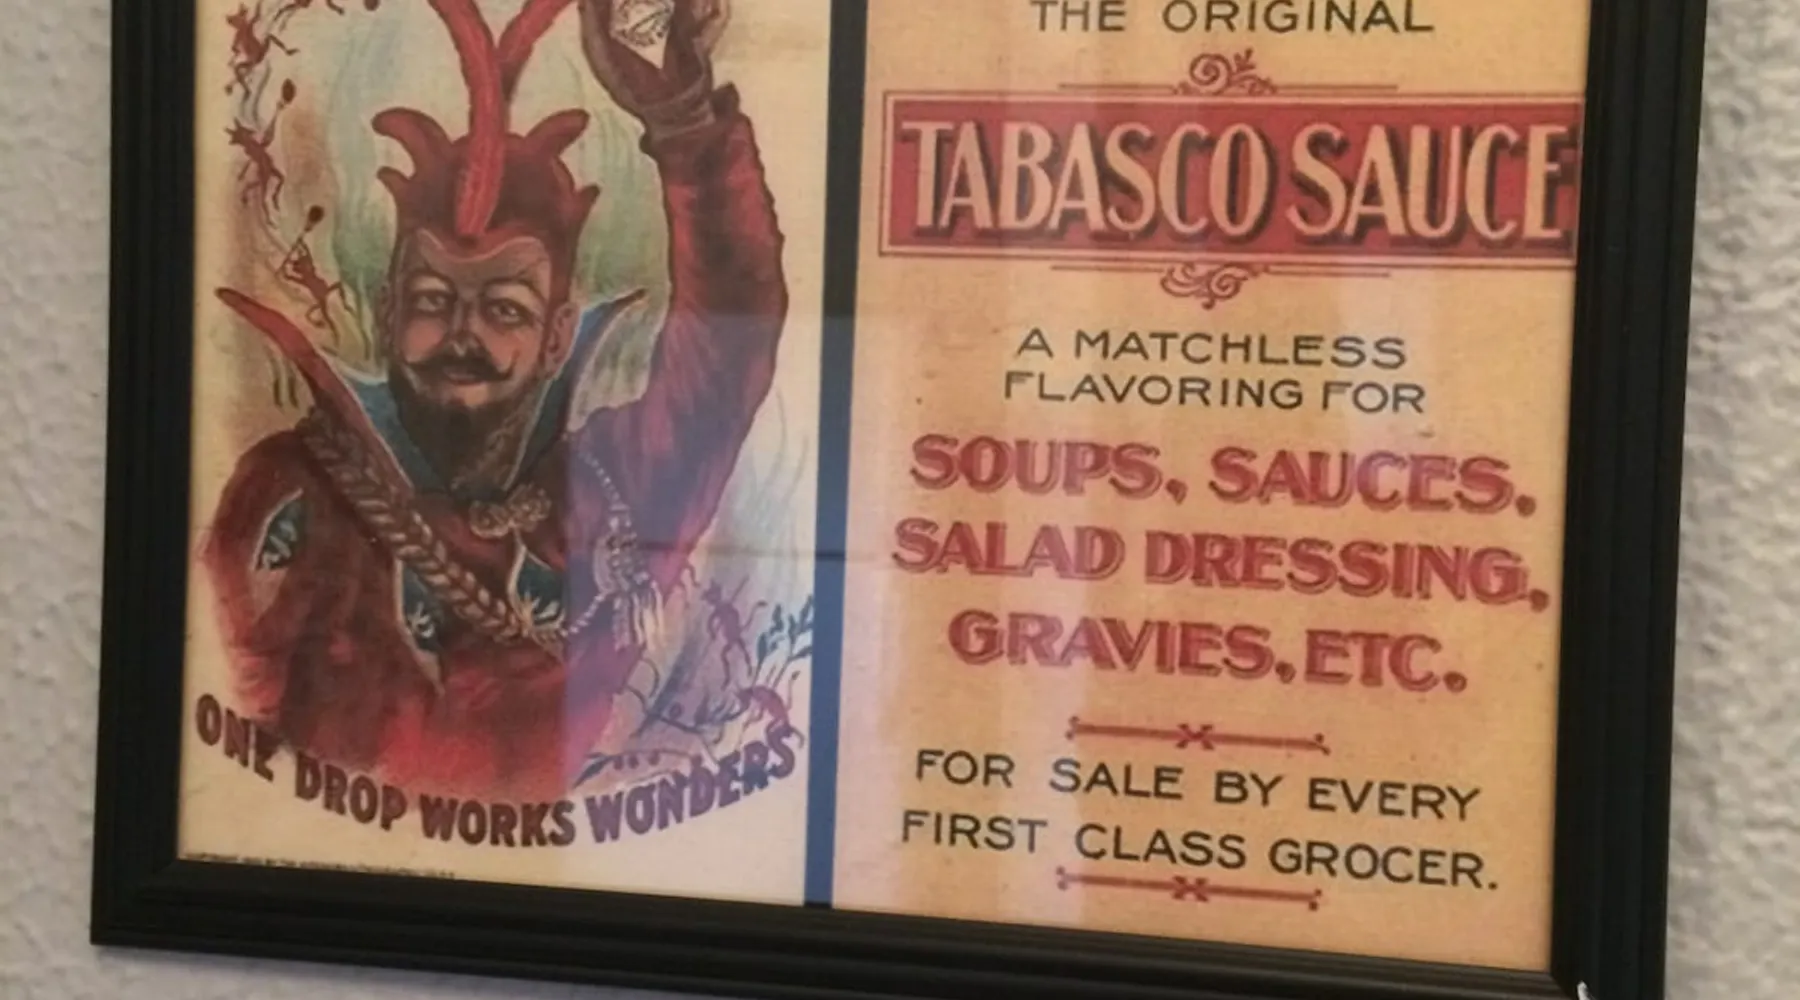 THE ORIGINAL
TABASCO SAUCE
A MATCHLESS
FLAVORING FOR
SOUPS, SAUCES,
SALAD DRESSING,
GRAVIES, ETC.
FOR SALE BY EVERY
FIRST CLASS GROCER.
ONE DROP WORKS WONDERS